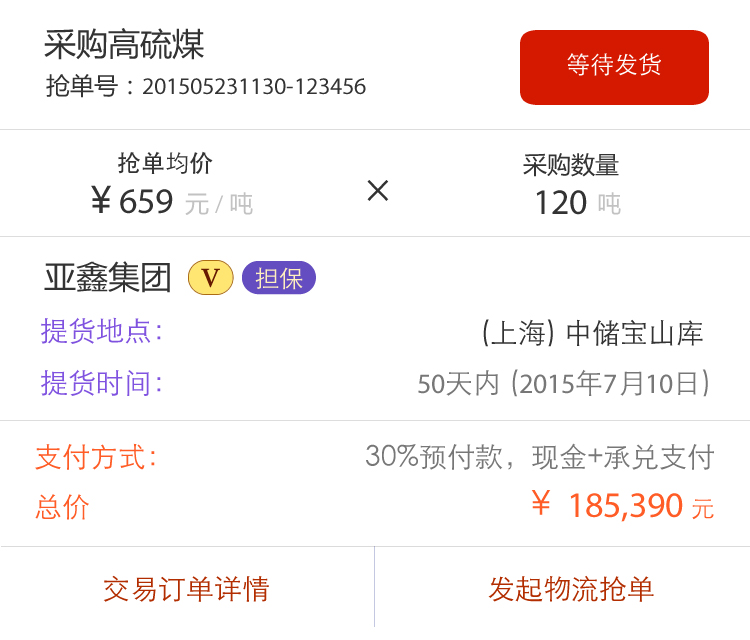 采购高硫煤
等待发货
抢单号：201505231130-123456
抢单均价
采购数量
￥659 元 / 吨
×
120 吨
亚鑫集团 V 担保
提货地点： (上海) 中储宝山库
提货时间： 50天内 (2015年7月10日)
支付方式： 30%预付款，现金+承兑支付
总价 ￥ 185,390 元
交易订单详情
发起物流抢单